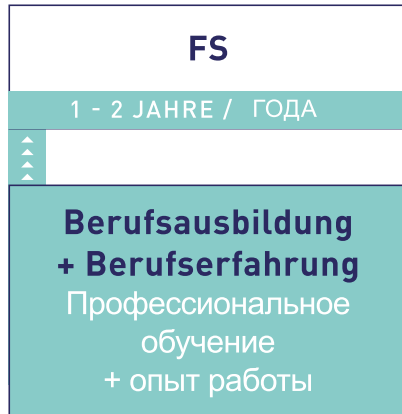 FS
1 - 2 JAHRE / ГОДА
Berufsausbildung
+ Berufserfahrung
Профессиональное
обучение
+ опыт работы